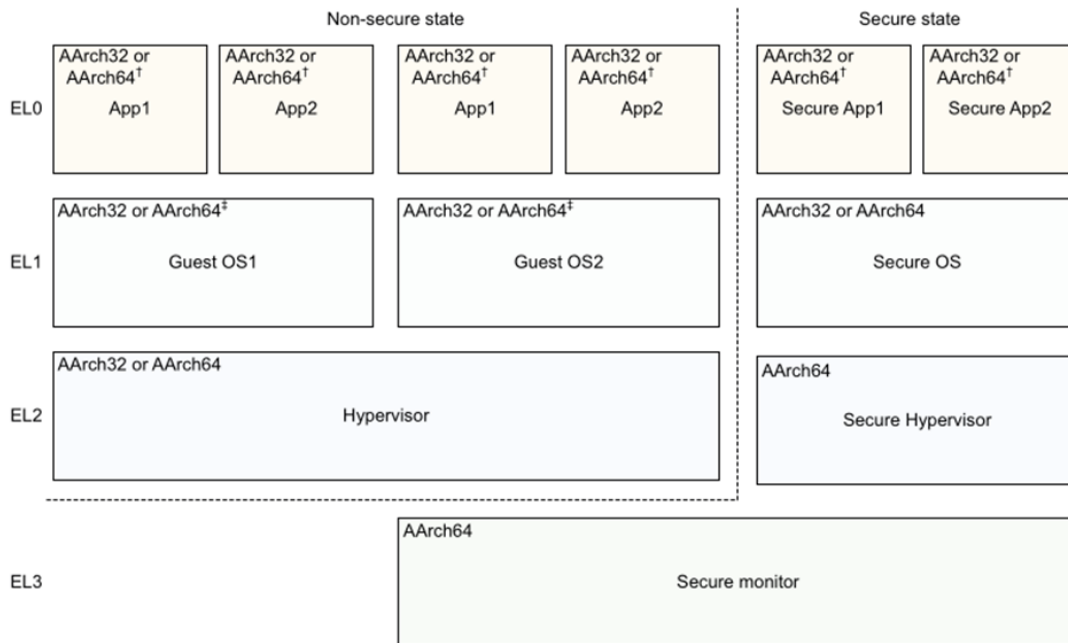 Non-secure state
Secure state
AArch32 or
AArch64†
App1
AArch32 or
AArch64†
App2
AArch32 or
AArch64†
App1
AArch32 or
AArch64†
App2
AArch32 or
AArch64†
Secure App1
AArch32 or
AArch64†
Secure App2
EL0
AArch32 or AArch64‡
Guest OS1
AArch32 or AArch64‡
Guest OS2
AArch32 or AArch64
Secure OS
EL1
AArch32 or AArch64
Hypervisor
AArch64
Secure Hypervisor
EL2
AArch64
Secure monitor
EL3